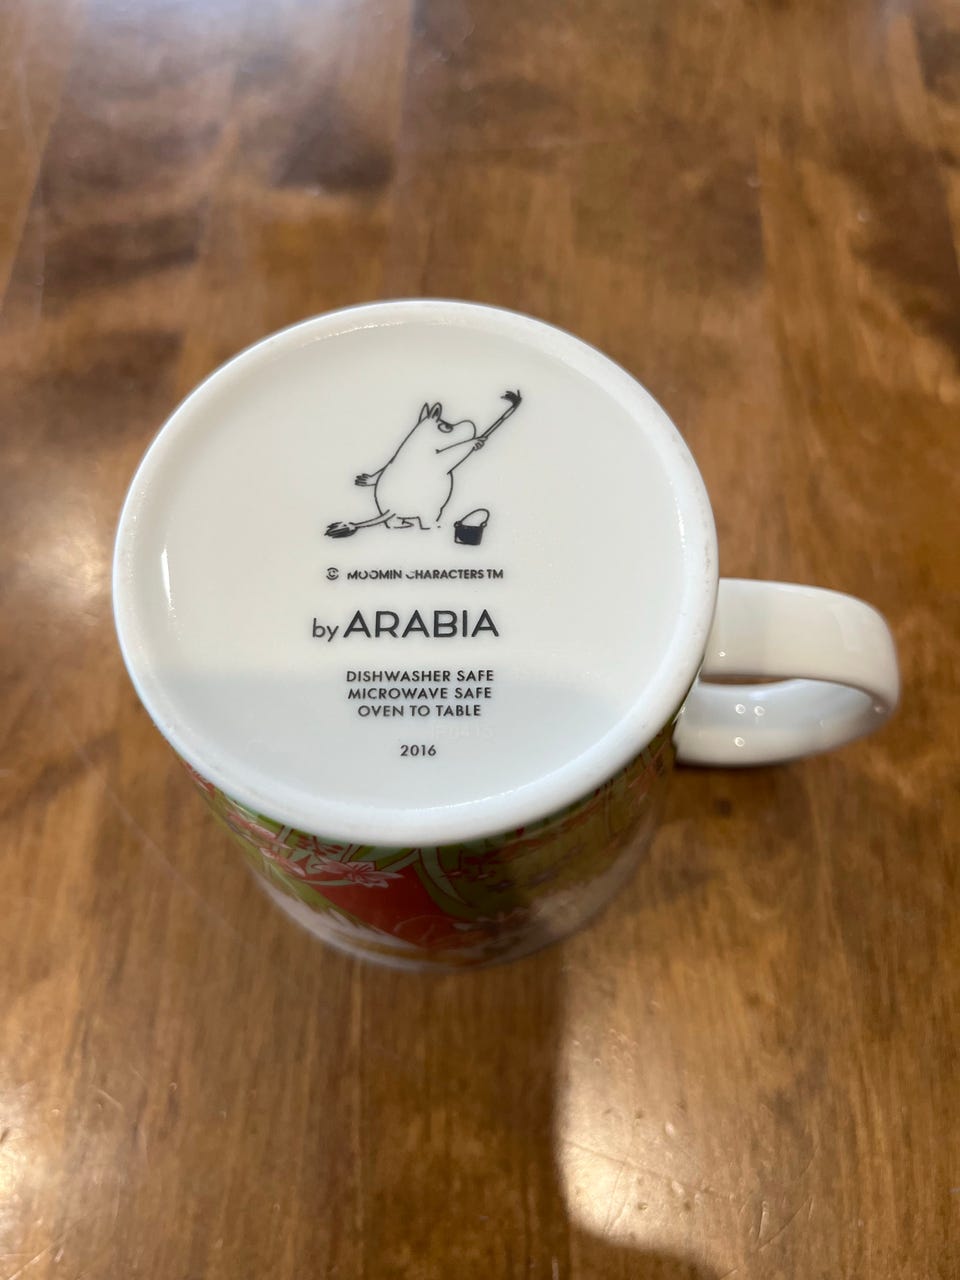 © MOOMIN CHARACTERS TM
by ARABIA
DISHWASHER SAFE
MICROWAVE SAFE
OVEN TO TABLE
2016